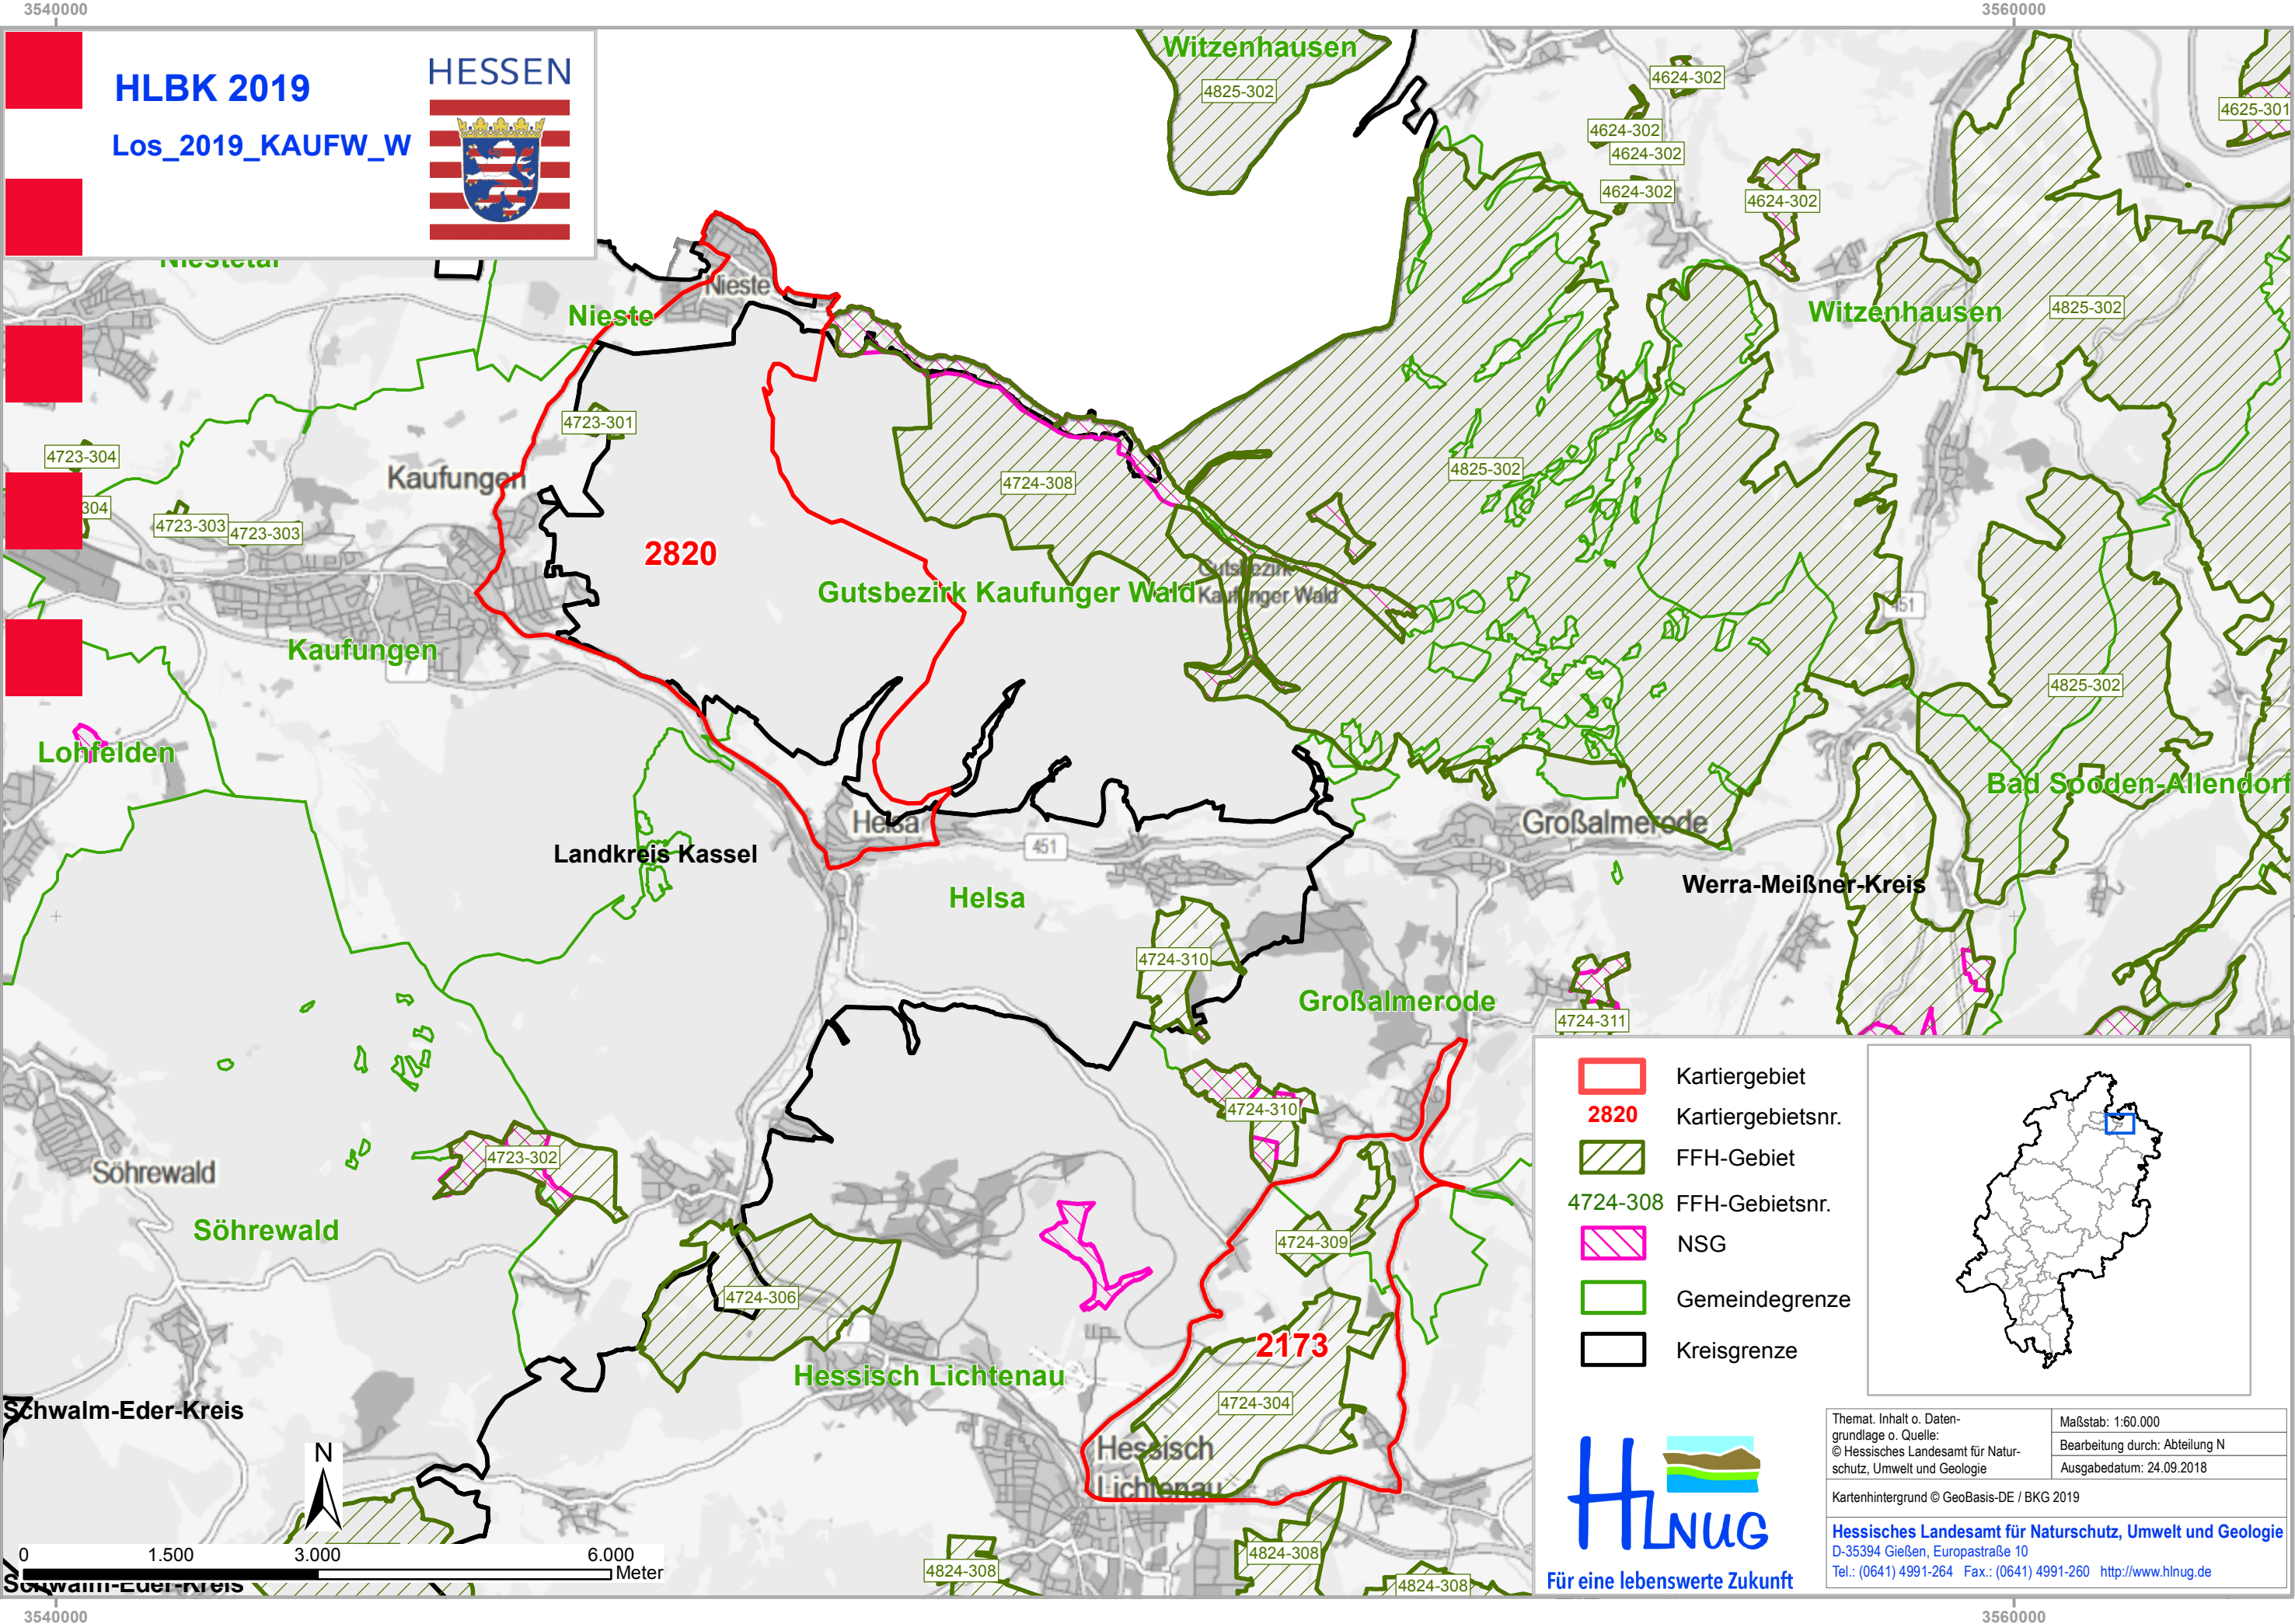 3540000
3560000
HLBK 2019
Los_2019_KAUFW_W
HESSEN
Niestetal
Witzenhausen
4825-302
4624-302
4625-301
4624-302
4624-302
4624-302
4624-302
Nieste
Nieste
Witzenhausen
4825-302
4723-301
4723-304
Kaufungen
4825-302
4724-308
304
4723-303
4723-303
2820
Gutsbezirk Kaufunger Wald
Gutsbezirk
Kaufunger Wald
451
Kaufungen
7
4825-302
Lohfelden
Bad Sooden-Allendorf
Helsa
Großalmerode
451
Landkreis Kassel
Werra-Meißner-Kreis
Helsa
4724-310
Großalmerode
4724-311
4724-310
4723-302
Söhrewald
Söhrewald
4724-309
4724-306
7
2173
Hessisch Lichtenau
4724-304
Schwalm-Eder-Kreis
Hessisch
Lichtenau
N
4824-308
4824-308
4824-308
0 1.500 3.000 6.000
Meter
Schwalm-Eder-Kreis
Kartiergebiet
2820 Kartiergebietsnr.
FFH-Gebiet
4724-308 FFH-Gebietsnr.
NSG
Gemeindegrenze
Kreisgrenze
HLNUG
Für eine lebenswerte Zukunft
Themat. Inhalt o. Daten-
grundlage o. Quelle:
© Hessisches Landesamt für Natur-
schutz, Umwelt und Geologie
Maßstab: 1:60.000
Bearbeitung durch: Abteilung N
Ausgabedatum: 24.09.2018
Kartenhintergrund © GeoBasis-DE / BKG 2019
Hessisches Landesamt für Naturschutz, Umwelt und Geologie
D-35394 Gießen, Europastraße 10
Tel.: (0641) 4991-264 Fax.: (0641) 4991-260 http://www.hlnug.de
3540000
3560000